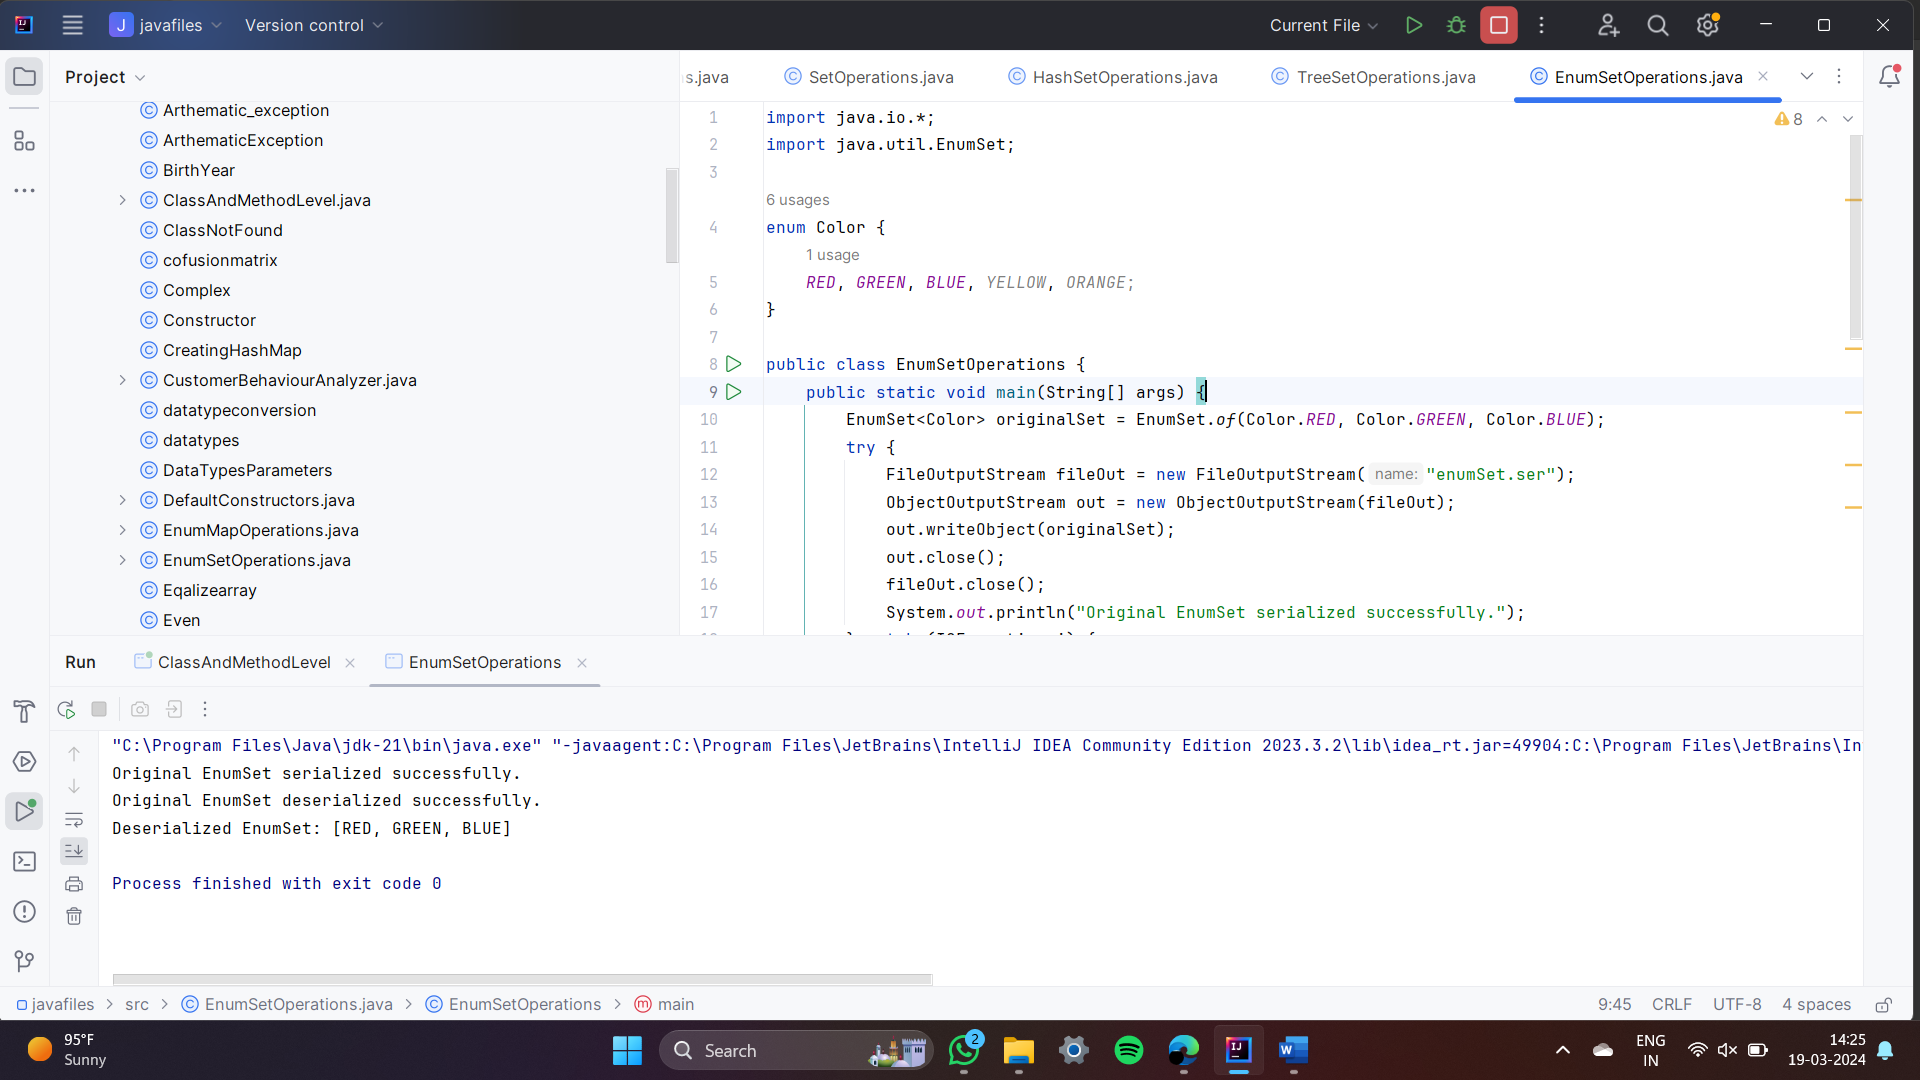 J javafiles Version control Current File
Project
s.java SetOperations.java HashSetOperations.java TreeSetOperations.java EnumSetOperations.java
Arthematic_exception
ArthematicException
BirthYear
ClassAndMethodLevel.java
ClassNotFound
cofusionmatrix
Complex
Constructor
CreatingHashMap
CustomerBehaviourAnalyzer.java
datatypeconversion
datatypes
DataTypesParameters
DefaultConstructors.java
EnumMapOperations.java
EnumSetOperations.java
Eqalizearray
Even
8
1 import java.io.*;
2 import java.util.EnumSet;
3
6 usages
4 enum Color {
1 usage
5 RED, GREEN, BLUE, YELLOW, ORANGE;
6 }
7
8 public class EnumSetOperations {
9 public static void main(String[] args) {
10 EnumSet<Color> originalSet = EnumSet.of(Color.RED, Color.GREEN, Color.BLUE);
11 try {
12 FileOutputStream fileOut = new FileOutputStream( name: "enumSet.ser");
13 ObjectOutputStream out = new ObjectOutputStream(fileOut);
14 out.writeObject(originalSet);
15 out.close();
16 fileOut.close();
17 System.out.println("Original EnumSet serialized successfully.");
Run ClassAndMethodLevel EnumSetOperations
"C:\Program Files\Java\jdk-21\bin\java.exe" "-javaagent:C:\Program Files\JetBrains\IntelliJ IDEA Community Edition 2023.3.2\lib\idea_rt.jar=49904:C:\Program Files\JetBrains\In
Original EnumSet serialized successfully.
Original EnumSet deserialized successfully.
Deserialized EnumSet: [RED, GREEN, BLUE]
Process finished with exit code 0
javafiles > src > EnumSetOperations.java > EnumSetOperations > main 9:45 CRLF UTF-8 4 spaces
95°F
Sunny
Search
2
ENG
IN
14:25
19-03-2024